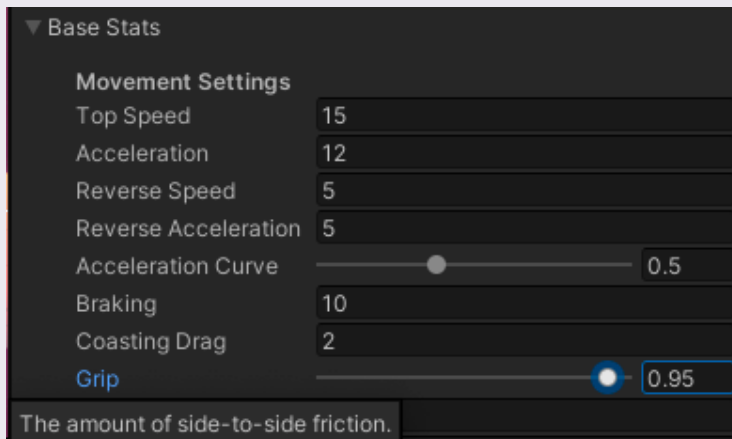 Base Stats
Movement Settings
Top Speed 15
Acceleration 12
Reverse Speed 5
Reverse Acceleration 5
Acceleration Curve 0.5
Braking 10
Coasting Drag 2
Grip 0.95
The amount of side-to-side friction.